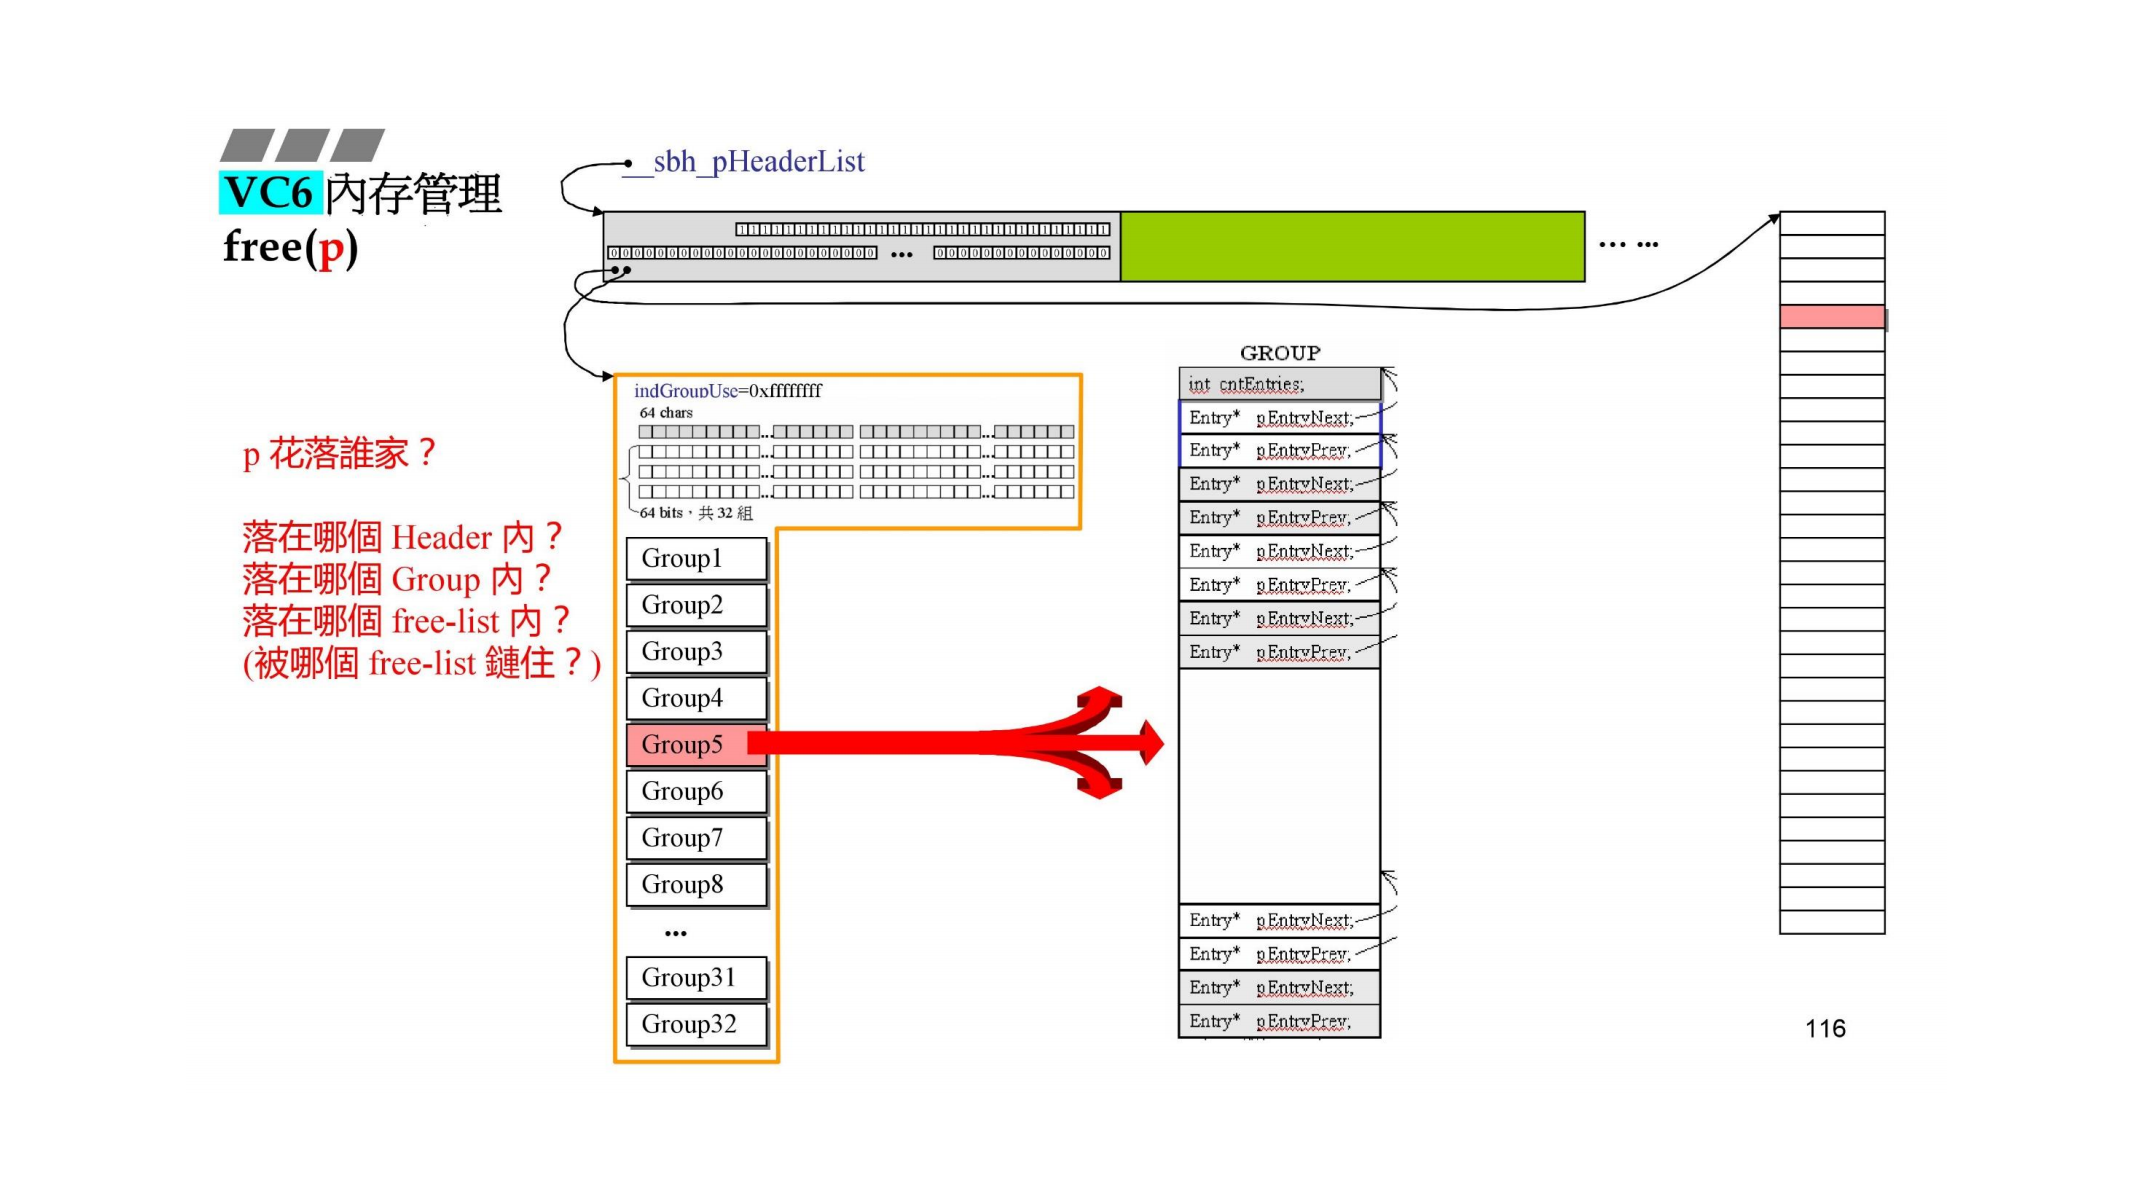 VC6 內存管理
free(p)
__sbh_pHeaderList
11111111111111111111111111111111
00000000000000000000000 ... 000000000000000
... ...
p 花落誰家？
落在哪個 Header 內？
落在哪個 Group 內？
落在哪個 free-list 內？
(被哪個 free-list 鏈住？)
indGroupUse=0xffffffff
64 chars
64 bits，共 32 組
Group1
Group2
Group3
Group4
Group5
Group6
Group7
Group8
...
Group31
Group32
GROUP
int cntEntries;
Entry* pEntryNext;
Entry* pEntryPrev;
Entry* pEntryNext;
Entry* pEntryPrev;
Entry* pEntryNext;
Entry* pEntryPrev;
Entry* pEntryNext;
Entry* pEntryPrev;
Entry* pEntryNext;
Entry* pEntryPrev;
Entry* pEntryNext;
Entry* pEntryPrev;
116